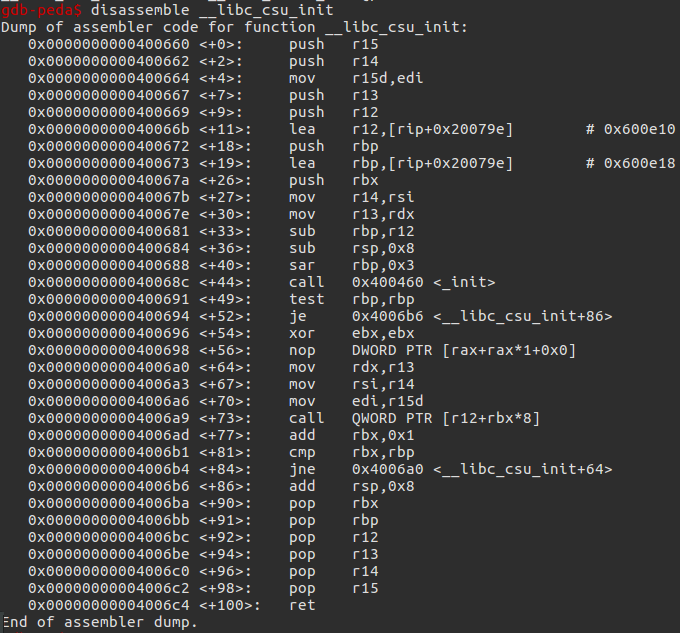 gdb-peda$ disassemble __libc_csu_init
Dump of assembler code for function __libc_csu_init:
   0x0000000000400660 <+0>:	push   r15
   0x0000000000400662 <+2>:	push   r14
   0x0000000000400664 <+4>:	mov    r15d,edi
   0x0000000000400667 <+7>:	push   r13
   0x0000000000400669 <+9>:	push   r12
   0x000000000040066b <+11>:	lea    r12,[rip+0x20079e]        # 0x600e10
   0x0000000000400672 <+18>:	push   rbp
   0x0000000000400673 <+19>:	lea    rbp,[rip+0x20079e]        # 0x600e18
   0x000000000040067a <+26>:	push   rbx
   0x000000000040067b <+27>:	mov    r14,rsi
   0x000000000040067e <+30>:	mov    r13,rdx
   0x0000000000400681 <+33>:	sub    rbp,r12
   0x0000000000400684 <+36>:	sub    rsp,0x8
   0x0000000000400688 <+40>:	sar    rbp,0x3
   0x000000000040068c <+44>:	call   0x400460 <_init>
   0x0000000000400691 <+49>:	test   rbp,rbp
   0x0000000000400694 <+52>:	je     0x4006b6 <__libc_csu_init+86>
   0x0000000000400696 <+54>:	xor    ebx,ebx
   0x0000000000400698 <+56>:	nop    DWORD PTR [rax+rax*1+0x0]
   0x00000000004006a0 <+64>:	mov    rdx,r13
   0x00000000004006a3 <+67>:	mov    rsi,r14
   0x00000000004006a6 <+70>:	mov    edi,r15d
   0x00000000004006a9 <+73>:	call   QWORD PTR [r12+rbx*8]
   0x00000000004006ad <+77>:	add    rbx,0x1
   0x00000000004006b1 <+81>:	cmp    rbx,rbp
   0x00000000004006b4 <+84>:	jne    0x4006a0 <__libc_csu_init+64>
   0x00000000004006b6 <+86>:	add    rsp,0x8
   0x00000000004006ba <+90>:	pop    rbx
   0x00000000004006bb <+91>:	pop    rbp
   0x00000000004006bc <+92>:	pop    r12
   0x00000000004006be <+94>:	pop    r13
   0x00000000004006c0 <+96>:	pop    r14
   0x00000000004006c2 <+98>:	pop    r15
   0x00000000004006c4 <+100>:	ret
End of assembler dump.